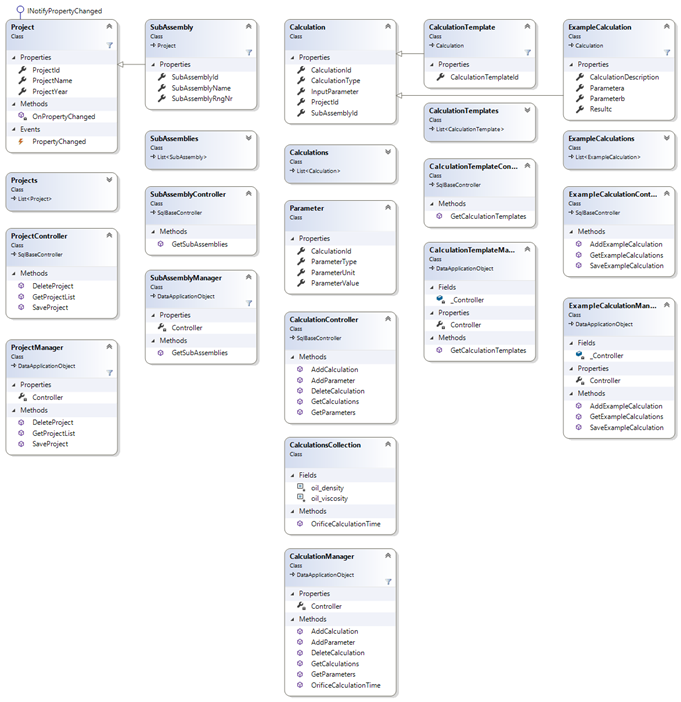 INotifyPropertyChanged
Project
Class
Properties
ProjectId
ProjectName
ProjectYear
Methods
OnPropertyChanged
Events
PropertyChanged
Projects
Class
List<Project>
ProjectController
Class
SqlBaseController
Methods
DeleteProject
GetProjectList
SaveProject
ProjectManager
Class
DataApplicationObject
Properties
Controller
Methods
DeleteProject
GetProjectList
SaveProject
SubAssembly
Class
Project
Properties
SubAssemblyId
SubAssemblyName
SubAssemblyRngNr
SubAssemblies
Class
List<SubAssembly>
SubAssemblyController
Class
SqlBaseController
Methods
GetSubAssemblies
SubAssemblyManager
Class
DataApplicationObject
Properties
Controller
Methods
GetSubAssemblies
Calculation
Class
Properties
CalculationId
CalculationType
InputParameter
ProjectId
SubAssemblyId
Calculations
Class
List<Calculation>
Parameter
Class
Properties
CalculationId
ParameterType
ParameterUnit
ParameterValue
CalculationController
Class
SqlBaseController
Methods
AddCalculation
AddParameter
DeleteCalculation
GetCalculations
GetParameters
CalculationsCollection
Class
Fields
oil_density
oil_viscosity
Methods
OrificeCalculationTime
CalculationManager
Class
DataApplicationObject
Properties
Controller
Methods
AddCalculation
AddParameter
DeleteCalculation
GetCalculations
GetParameters
OrificeCalculationTime
CalculationTemplate
Class
Calculation
Properties
CalculationTemplateId
CalculationTemplates
Class
List<CalculationTemplate>
CalculationTemplateCon...
Class
SqlBaseController
Methods
GetCalculationTemplates
CalculationTemplateMa...
Class
DataApplicationObject
Fields
_Controller
Properties
Controller
Methods
GetCalculationTemplates
ExampleCalculation
Class
Calculation
Properties
CalculationDescription
Parametera
Parameterb
Resultc
ExampleCalculations
Class
List<ExampleCalculation>
ExampleCalculationCont...
Class
SqlBaseController
Methods
AddExampleCalculation
GetExampleCalculations
SaveExampleCalculation
ExampleCalculationMan...
Class
DataApplicationObject
Fields
_Controller
Properties
Controller
Methods
AddExampleCalculation
GetExampleCalculations
SaveExampleCalculation